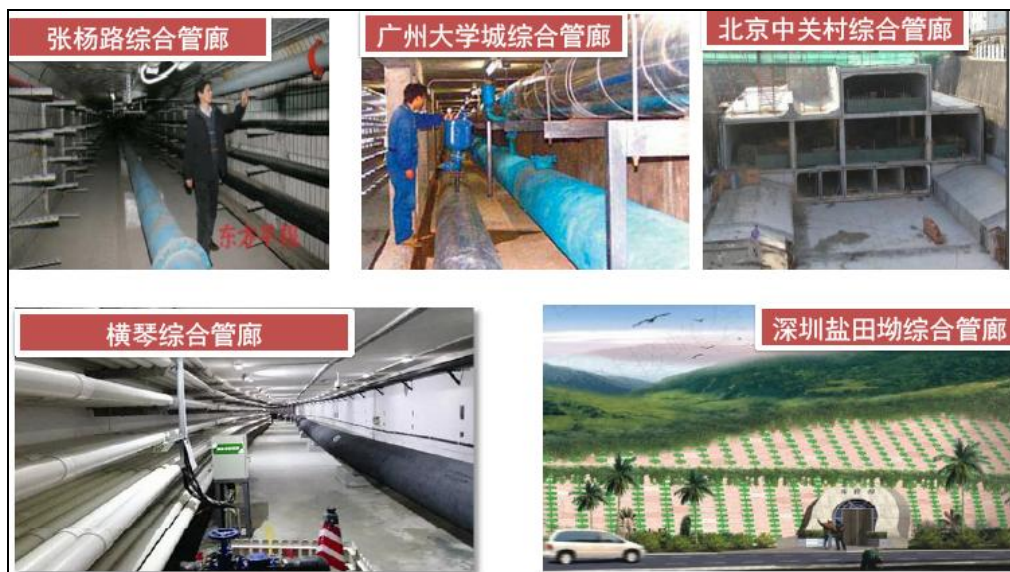 张杨路综合管廊
广州大学城综合管廊
北京中关村综合管廊
横琴综合管廊
深圳盐田坳综合管廊